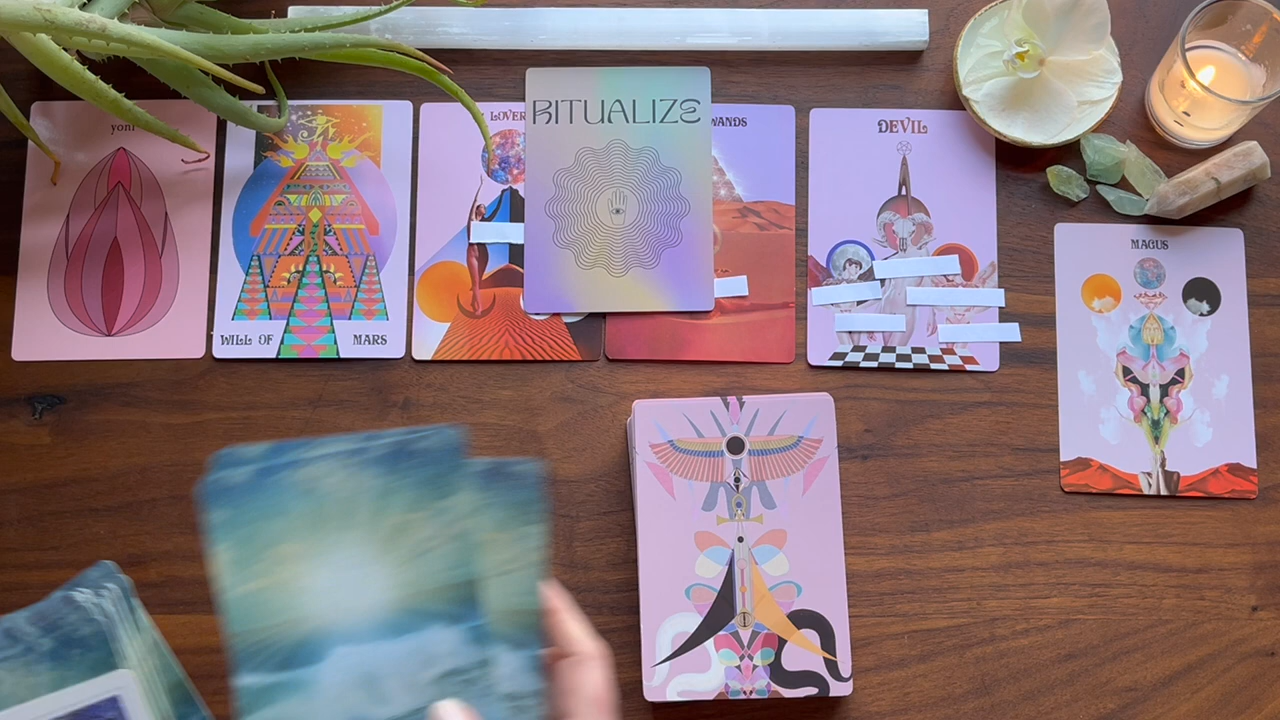 yoni
WILL OF MARS
LOVER
RITUALIZE
WANDS
DEVIL
MAGUS